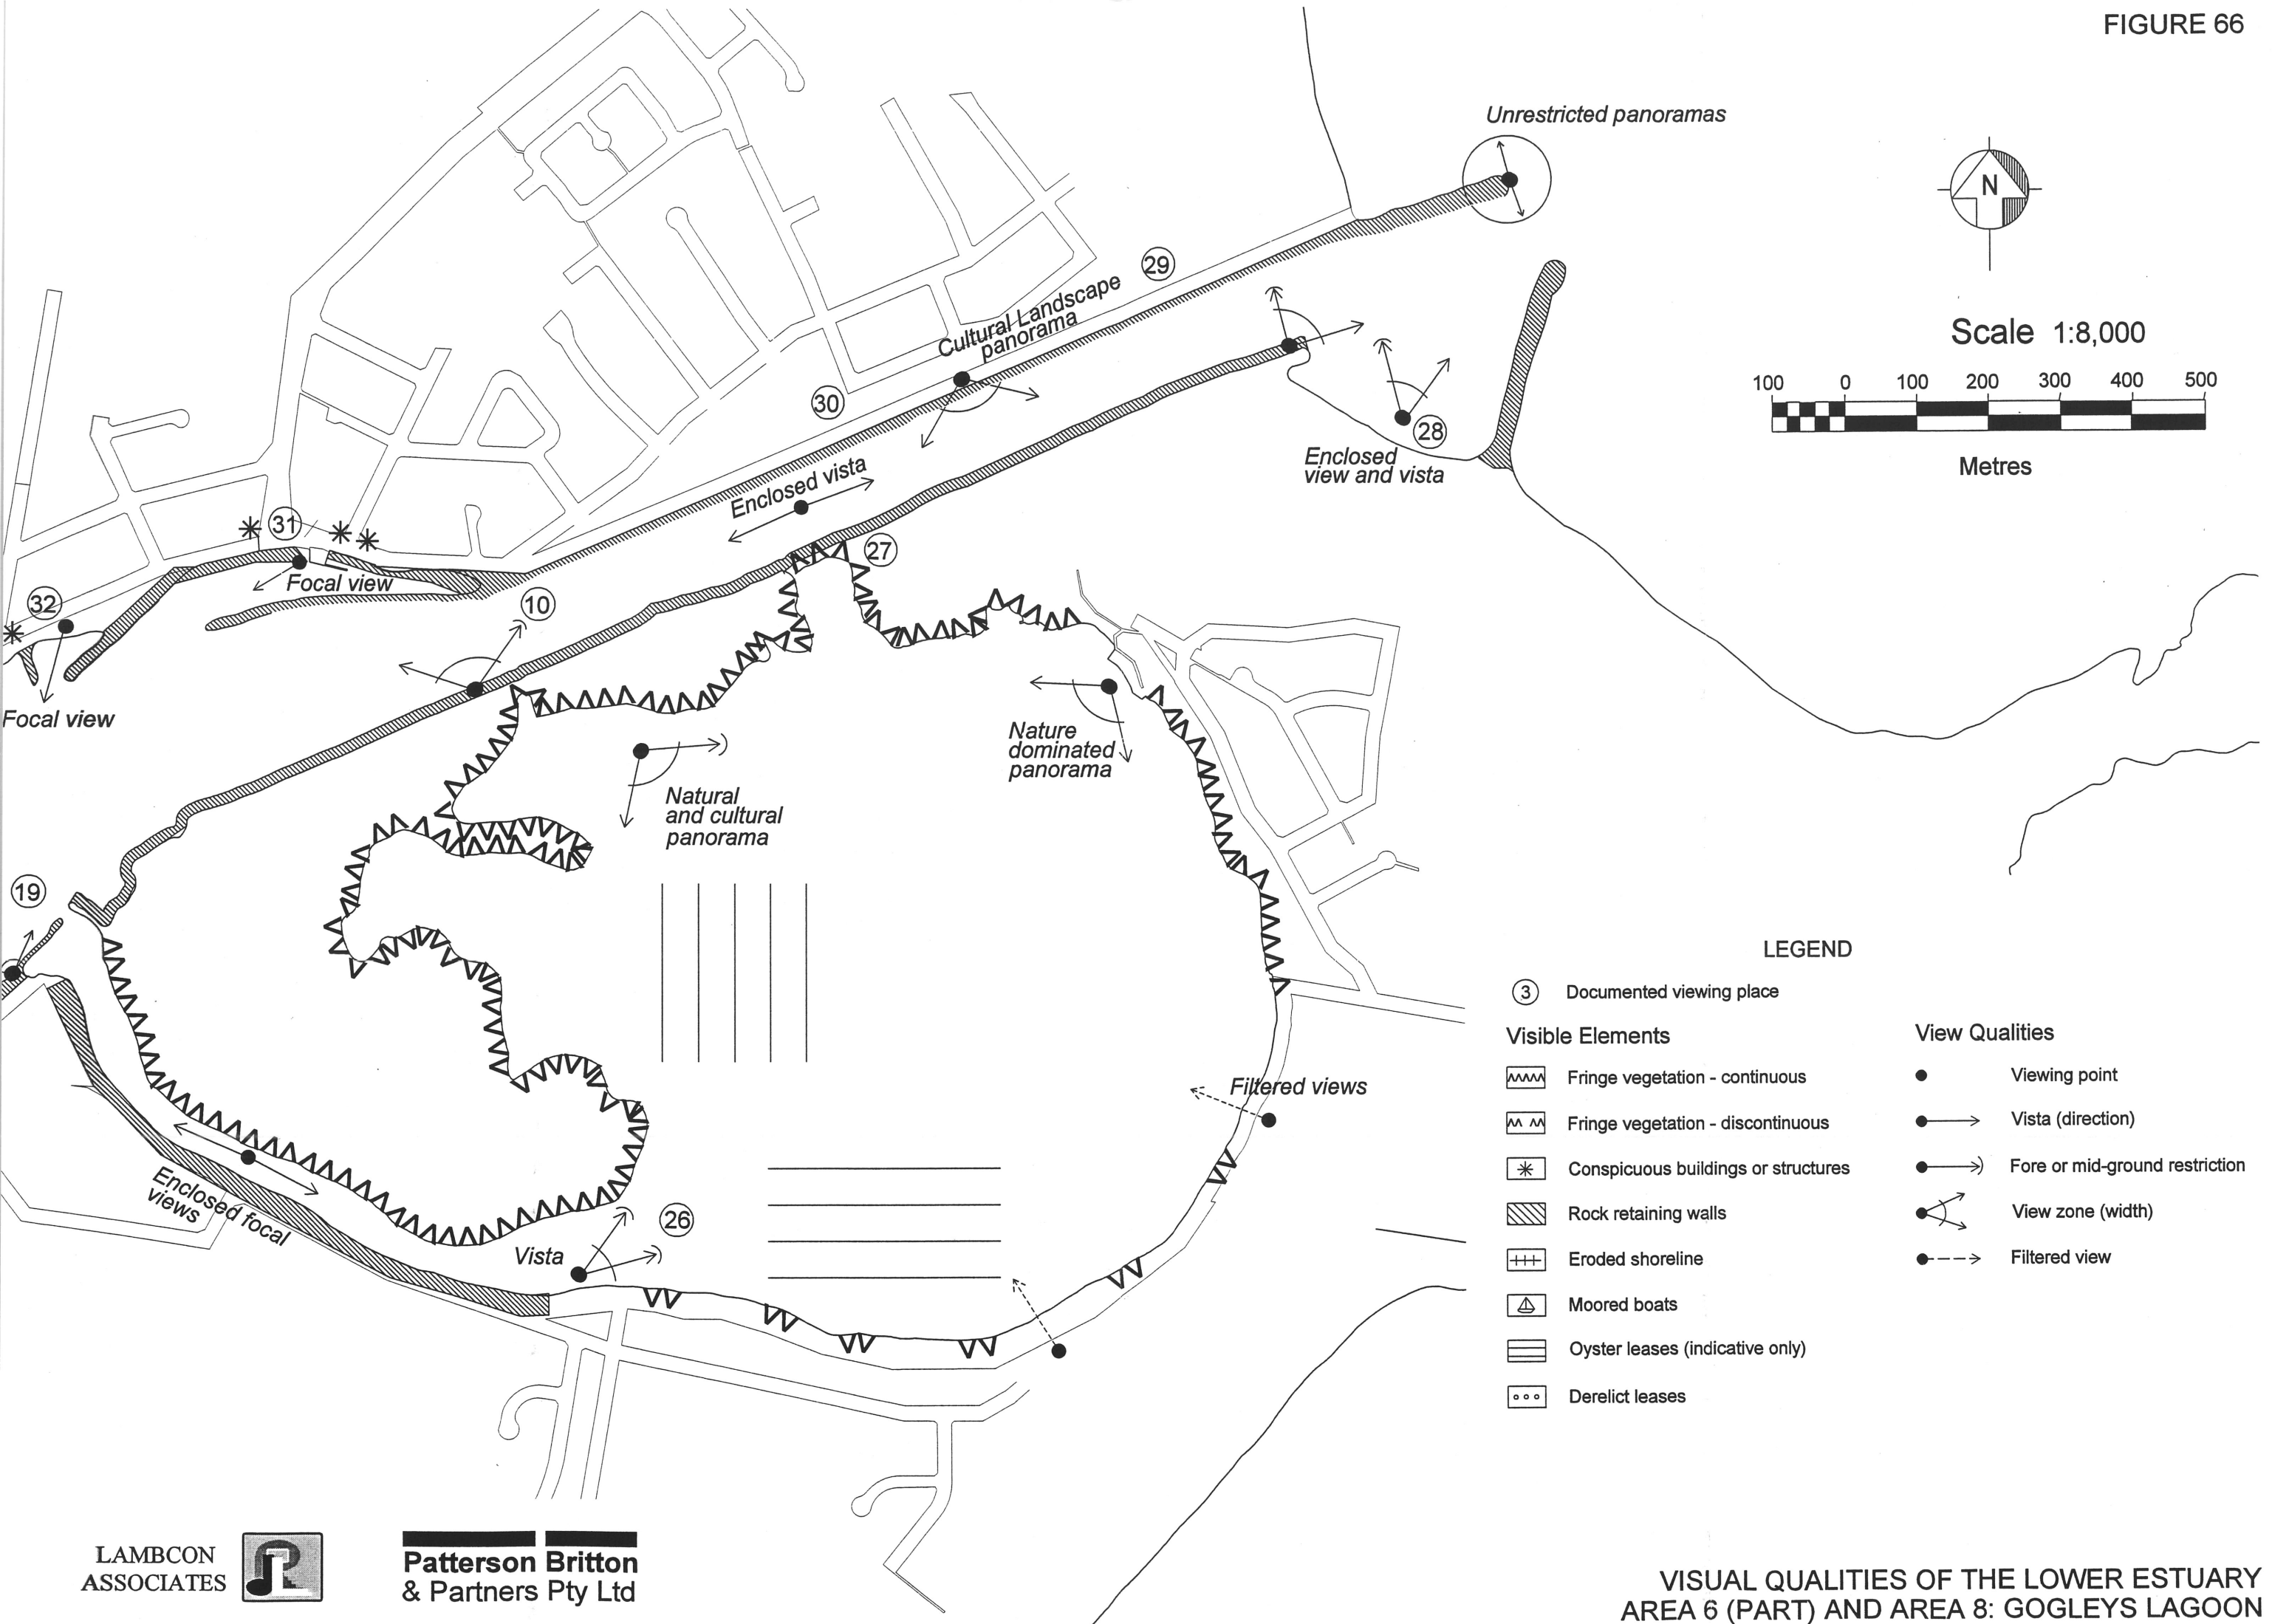 FIGURE 66
Unrestricted panoramas
N
Scale 1:8,000
100 0 100 200 300 400 500
Metres
29
Cultural Landscape
panorama
30
28
Enclosed
view and vista
Enclosed vista
31
27
Focal view
32
10
Focal view
Nature
dominated
panorama
Natural
and cultural
panorama
19
Filtered views
Enclosed focal
views
26
Vista
LEGEND
3 Documented viewing place
Visible Elements
Fringe vegetation - continuous
Fringe vegetation - discontinuous
Conspicuous buildings or structures
Rock retaining walls
Eroded shoreline
Moored boats
Oyster leases (indicative only)
Derelict leases
View Qualities
Viewing point
Vista (direction)
Fore or mid-ground restriction
View zone (width)
Filtered view
LAMBCON
ASSOCIATES
Patterson Britton
& Partners Pty Ltd
VISUAL QUALITIES OF THE LOWER ESTUARY
AREA 6 (PART) AND AREA 8: GOGLEYS LAGOON